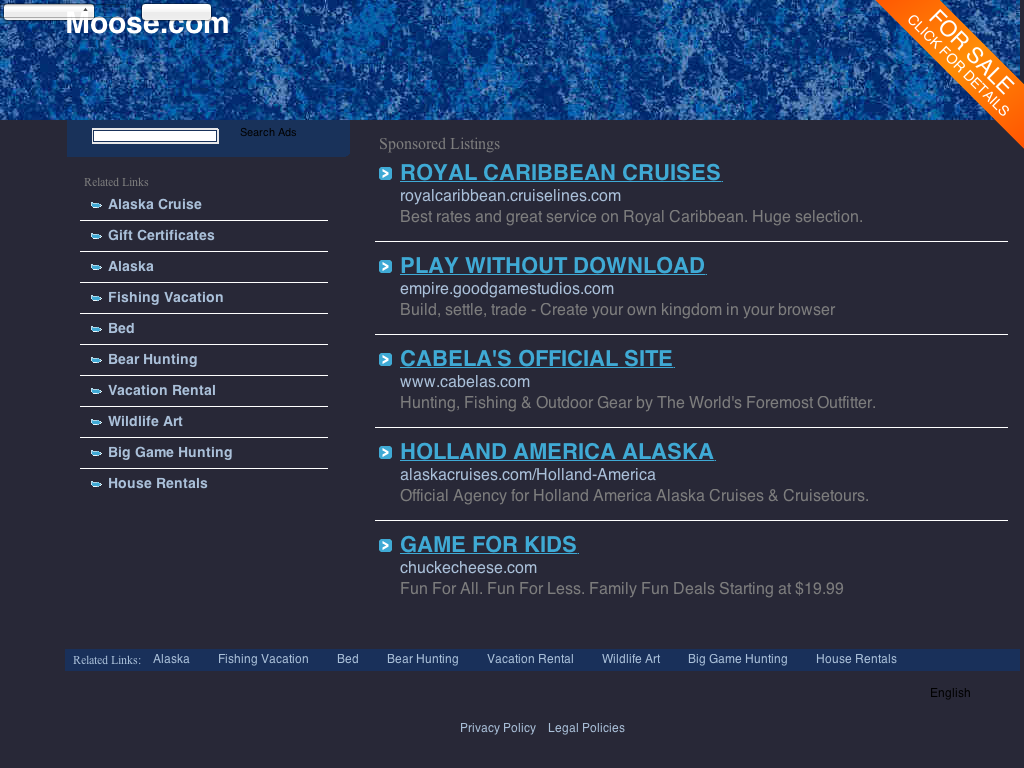 Moose.com
FOR SALE
CLICK FOR DETAILS
Search Ads
Related Links
Alaska Cruise
Gift Certificates
Alaska
Fishing Vacation
Bed
Bear Hunting
Vacation Rental
Wildlife Art
Big Game Hunting
House Rentals
Sponsored Listings
ROYAL CARIBBEAN CRUISES
royalcaribbean.cruiselines.com
Best rates and great service on Royal Caribbean. Huge selection.
PLAY WITHOUT DOWNLOAD
empire.goodgamestudios.com
Build, settle, trade - Create your own kingdom in your browser
CABELA'S OFFICIAL SITE
www.cabelas.com
Hunting, Fishing & Outdoor Gear by The World's Foremost Outfitter.
HOLLAND AMERICA ALASKA
alaskacruises.com/Holland-America
Official Agency for Holland America Alaska Cruises & Cruisetours.
GAME FOR KIDS
chuckecheese.com
Fun For All. Fun For Less. Family Fun Deals Starting at $19.99
Related Links: Alaska Fishing Vacation Bed Bear Hunting Vacation Rental Wildlife Art Big Game Hunting House Rentals
English
Privacy Policy Legal Policies